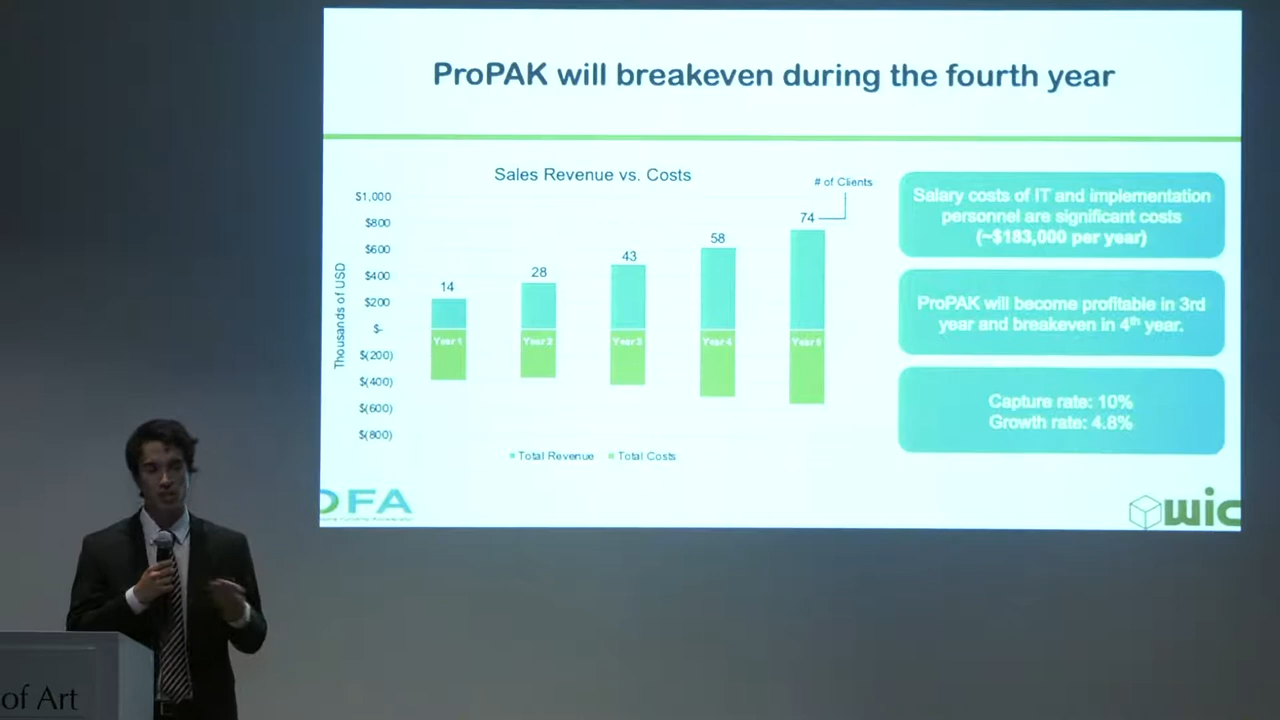 ProPAK will breakeven during the fourth year
Sales Revenue vs. Costs
# of Clients
Thousands of USD
$1,000
$800
$600
$400
$200
$-
$(200)
$(400)
$(600)
$(800)
14
28
43
58
74
Year 1
Year 2
Year 3
Year 4
Year 5
Total Revenue
Total Costs
Salary costs of IT and implementation
personnel are significant costs
(~$183,000 per year)
ProPAK will become profitable in 3rd
year and breakeven in 4th year.
Capture rate: 10%
Growth rate: 4.8%
OFA
wic
of Art